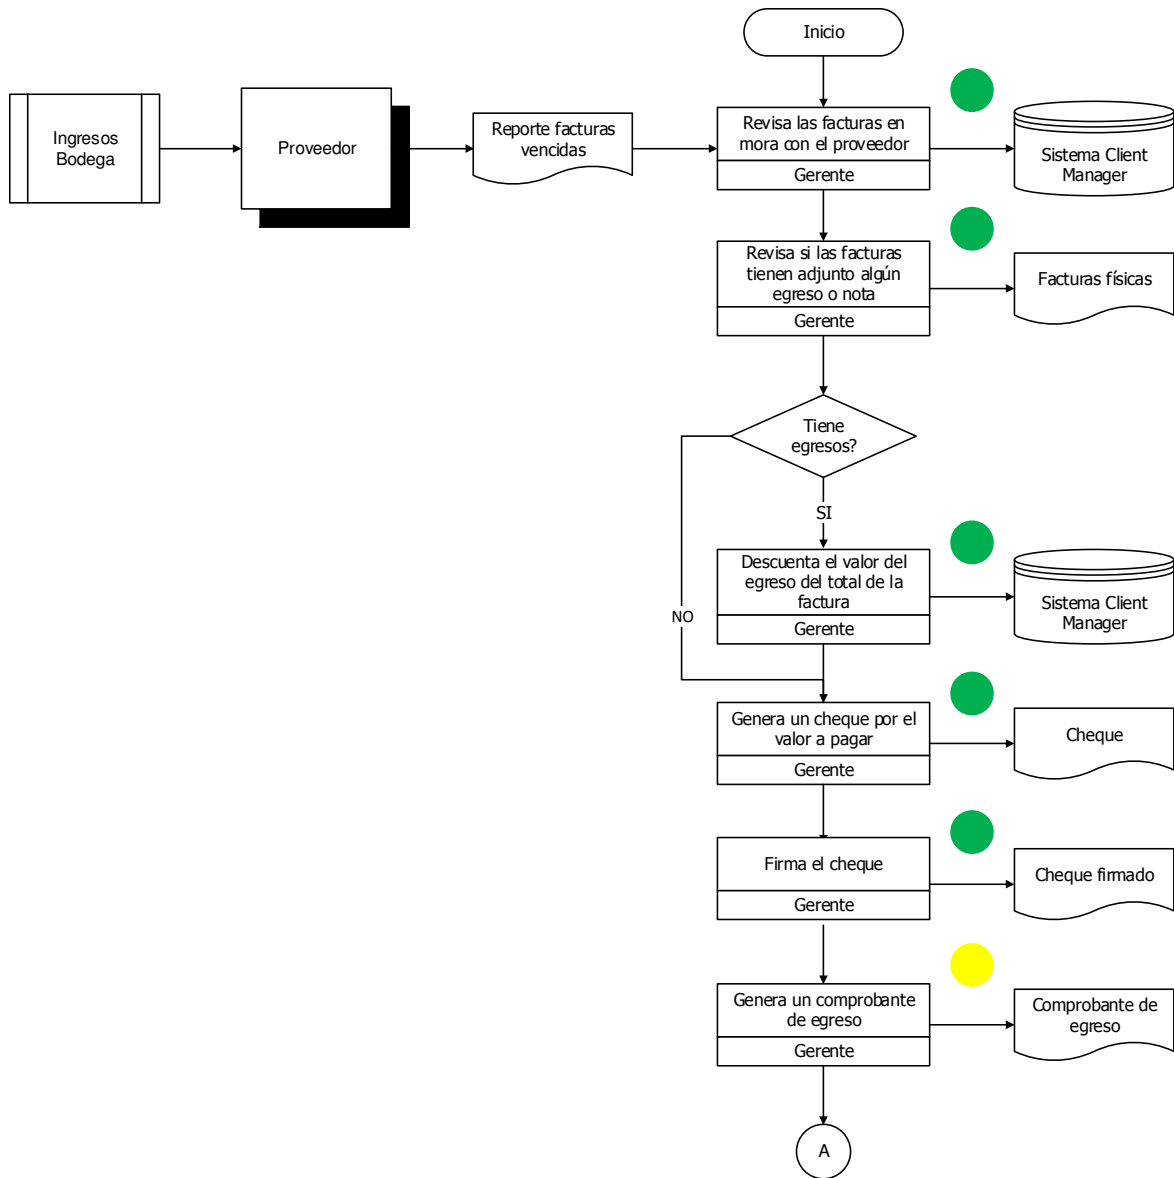 Inicio
Ingresos
Bodega
Proveedor
Reporte facturas
vencidas
Revisa las facturas en
mora con el proveedor
Gerente
Sistema Client
Manager
Revisa si las facturas
tienen adjunto algún
egreso o nota
Gerente
Facturas físicas
Tiene
egresos?
SI
NO
Descuenta el valor del
egreso del total de la
factura
Gerente
Sistema Client
Manager
Genera un cheque por el
valor a pagar
Gerente
Cheque
Firma el cheque
Gerente
Cheque firmado
Genera un comprobante
de egreso
Gerente
Comprobante de
egreso
A